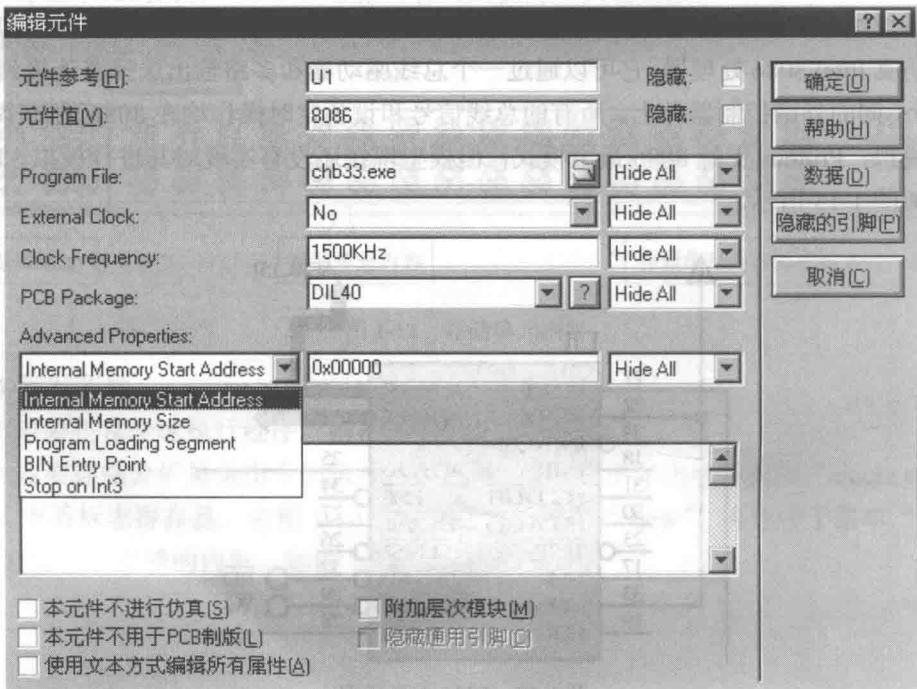 编辑元件
元件参考(R): U1 隐藏: 确定(O)
元件值(V): 8086 隐藏: 帮助(H)
Program File: chb33.exe Hide All 数据(D)
External Clock: No Hide All 隐藏的引脚(P)
Clock Frequency: 1500KHz Hide All
取消(C)
PCB Package: DIL40 ? Hide All
Advanced Properties:
Internal Memory Start Address 0x00000 Hide All
Internal Memory Start Address
Internal Memory Size
Program Loading Segment
BIN Entry Point
Stop on Int3
本元件不进行仿真(S) 附加层次模块(M)
本元件不用于PCB制版(L) 隐藏通用引脚(C)
使用文本方式编辑所有属性(A)